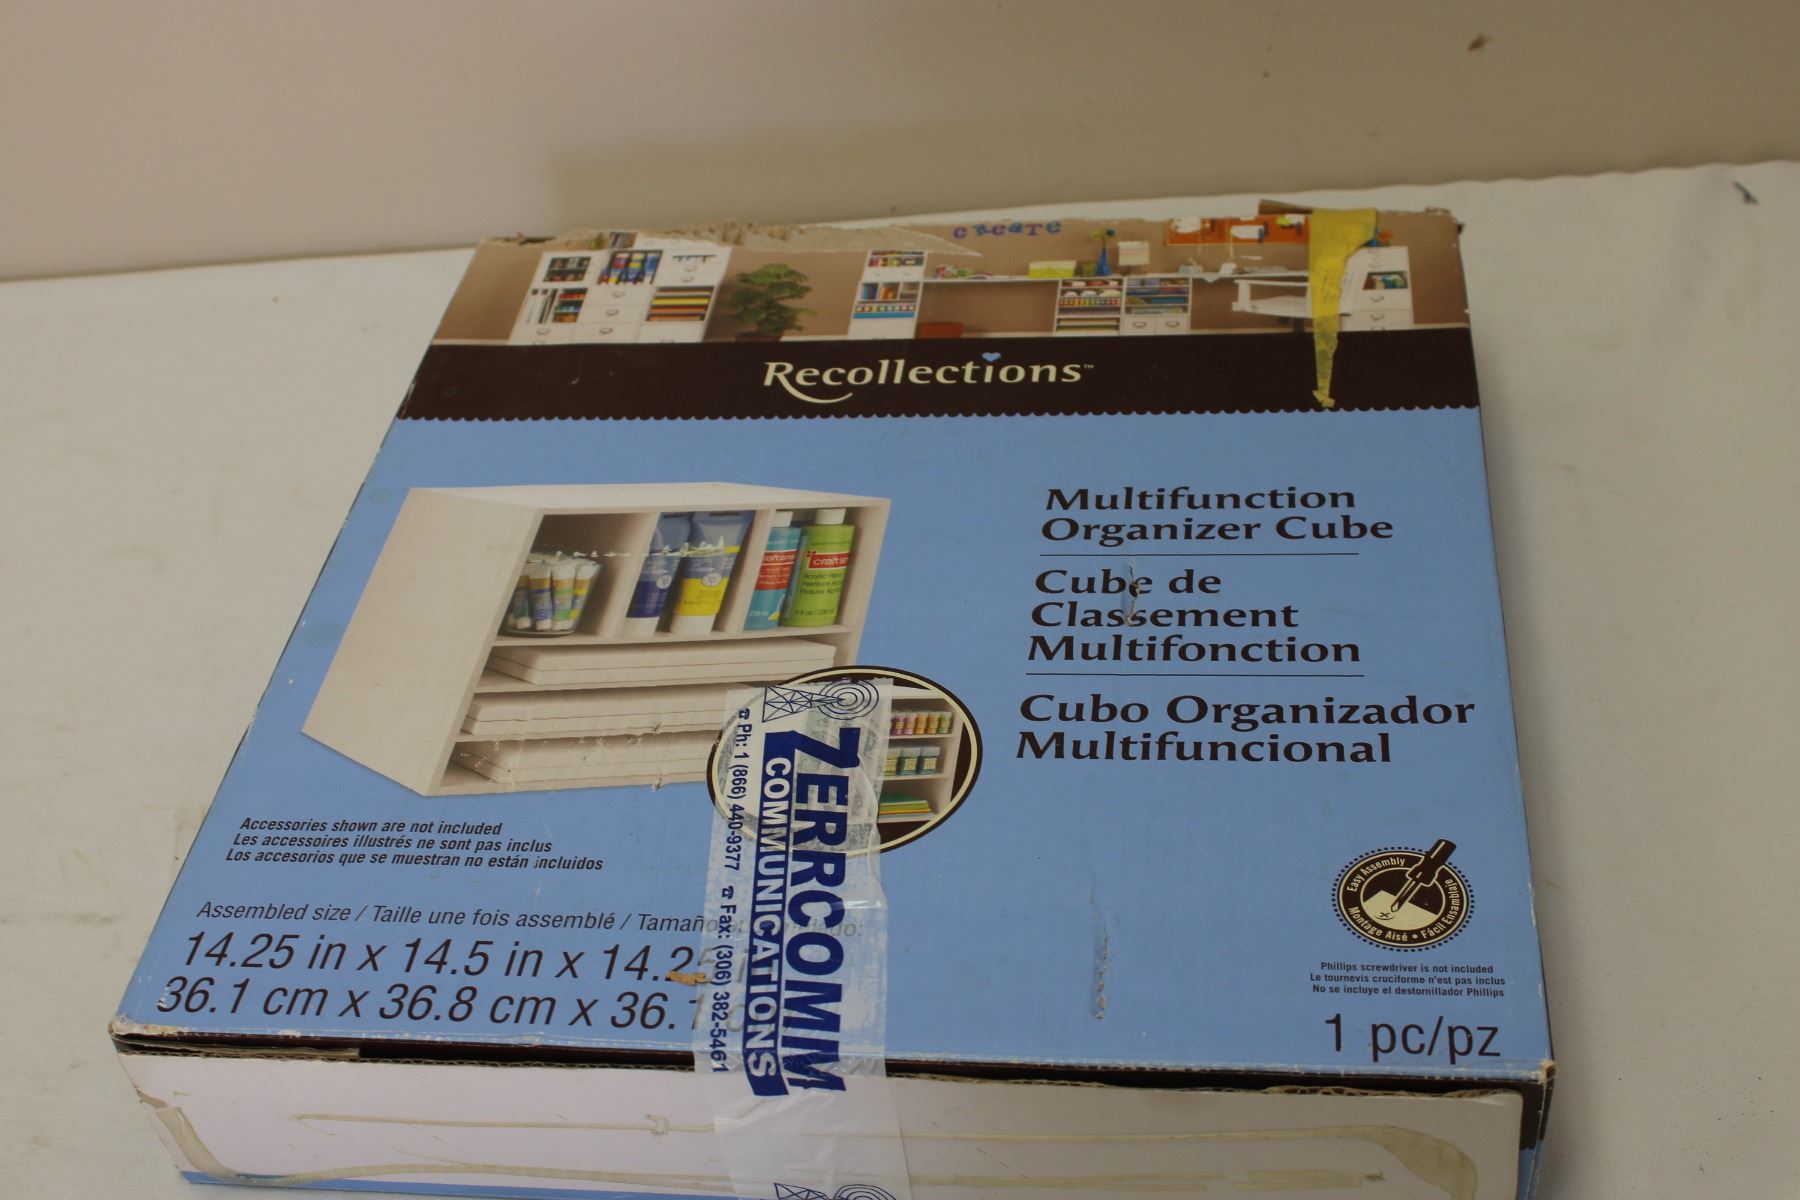 create
Recollections™
Multifunction
Organizer Cube
Cube de
Classement
Multifonction
Cubo Organizador
Multifuncional
Accessories shown are not included
Les accessoires illustrés ne sont pas inclus
Los accesorios que se muestran no están incluidos
Assembled size / Taille une fois assemblé / Tamaño
14.25 in x 14.5 in x 14.2
36.1 cm x 36.8 cm x 36.1
ZERRCOMM
COMMUNICATIONS
Ph: 1 (866) 440-9377 Fax: (306) 382-5461
Easy Assembly
Montage Aisé • Fácil Ensamblaje
Phillips screwdriver is not included
Le tournevis cruciforme n'est pas inclus
No se incluye el destornillador Phillips
1 pc/pz